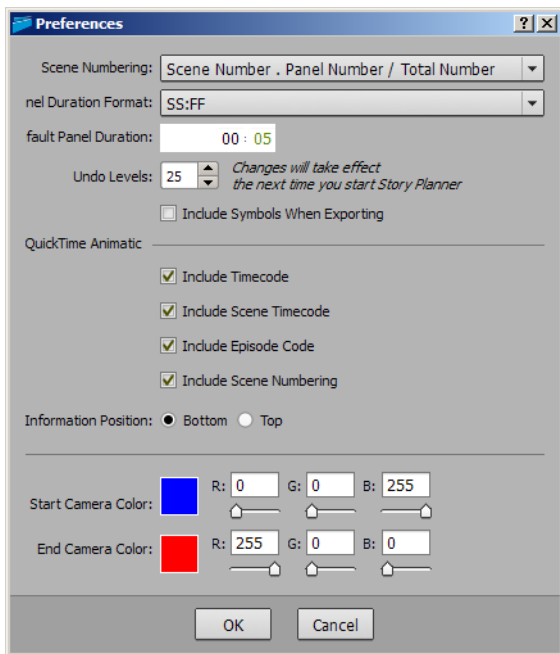 Preferences
Scene Numbering: Scene Number . Panel Number / Total Number
nel Duration Format: SS:FF
fault Panel Duration: 00 : 05
Undo Levels: 25 Changes will take effect
the next time you start Story Planner
Include Symbols When Exporting
QuickTime Animatic
Include Timecode
Include Scene Timecode
Include Episode Code
Include Scene Numbering
Information Position: Bottom Top
Start Camera Color: R: 0 G: 0 B: 255
End Camera Color: R: 255 G: 0 B: 0
OK Cancel